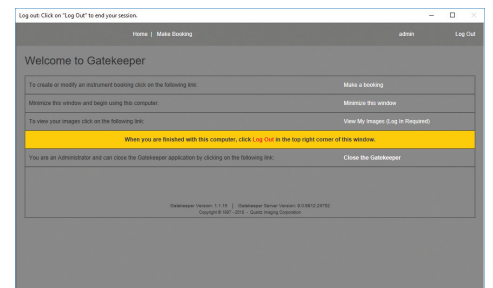 Log out: Click on "Log Out" to end your session.
Home | Make Booking admin Log Out
Welcome to Gatekeeper
To create or modify an instrument booking click on the following link: Make a booking
Minimize this window and begin using this computer. Minimize this window
To view your images click on the following link: View My Images (Log In Required)
When you are finished with this computer, click Log Out in the top right corner of this window.
You are an Administrator and can close the Gatekeeper application by clicking on the following link: Close the Gatekeeper
Gatekeeper Version: 1.1.15 | Gatekeeper Server Version:
Copyright © 1997 - 2018 - Quartz Imaging Corporation